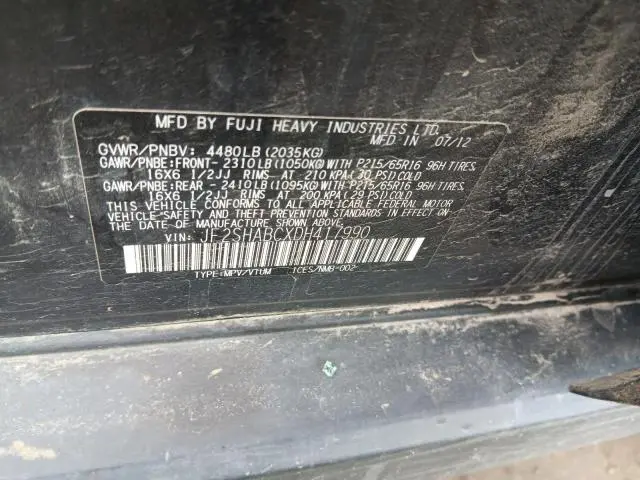 MFD BY FUJI HEAVY INDUSTRIES LTD.
MFD IN 07/12
GVWR/PNBV: 4480LB(2035KG)
GAWR/PNBE:FRONT-2310LB(1050KG)WITH P215/65R16 96H TIRES,
16X6 1/2JJ RIMS AT 210 KPA(30 PSI)COLD
GAWR/PNBE:REAR -2410LB(1095KG)WITH P215/65R16 96H TIRES,
16X6 1/2JJ RIMS AT 200 KPA(29 PSI)COLD
THIS VEHICLE CONFORMS TO ALL APPLICABLE FEDERAL MOTOR
VEHICLE SAFETY AND THEFT PREVENTION STANDARDS IN EFFECT ON
THE DATE OF MANUFACTURE SHOWN ABOVE.
VIN: JF2SHABCXDH417990
TYPE:MPV/VTUM 1CES/NMB-002